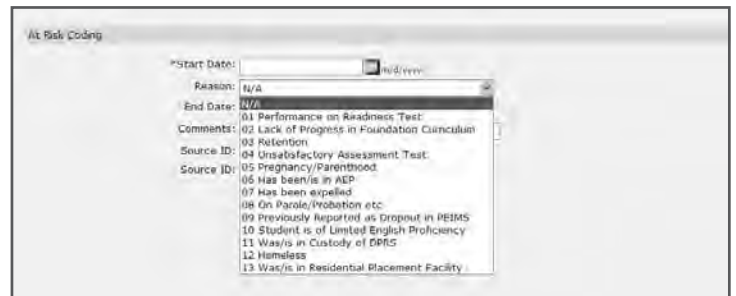 At Risk Coding
*Start Date:
m/d/yyyy
Reason: N/A
End Date: N/A
01 Performance on Readiness Test
Comments: 02 Lack of Progress in Foundation Curriculum
03 Retention
Source ID: 04 Unsatisfactory Assessment Test
Source ID: 05 Pregnancy/Parenthood
06 Has been/is in AEP
07 Has been expelled
08 On Parole/Probation etc
09 Previously Reported as Dropout in PEIMS
10 Student is of Limited English Proficiency
11 Was/is in Custody of DPRS
12 Homeless
13 Was/is in Residential Placement Facility